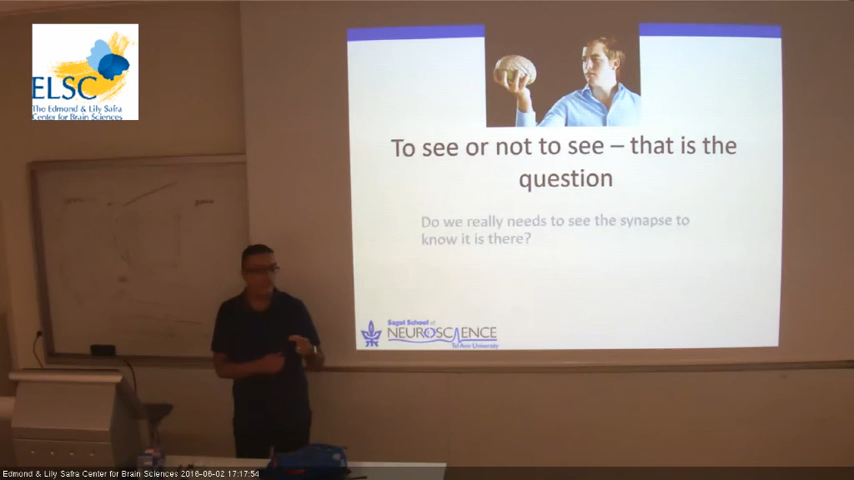 ELSC
The Edmond & Lily Safra
Center for Brain Sciences
To see or not to see – that is the
question
Do we really needs to see the synapse to
know it is there?
Sagol School of
NEUROSCIENCE
Tel Aviv University
Edmond & Lily Safra Center for Brain Sciences 2016-06-02 17:17:54